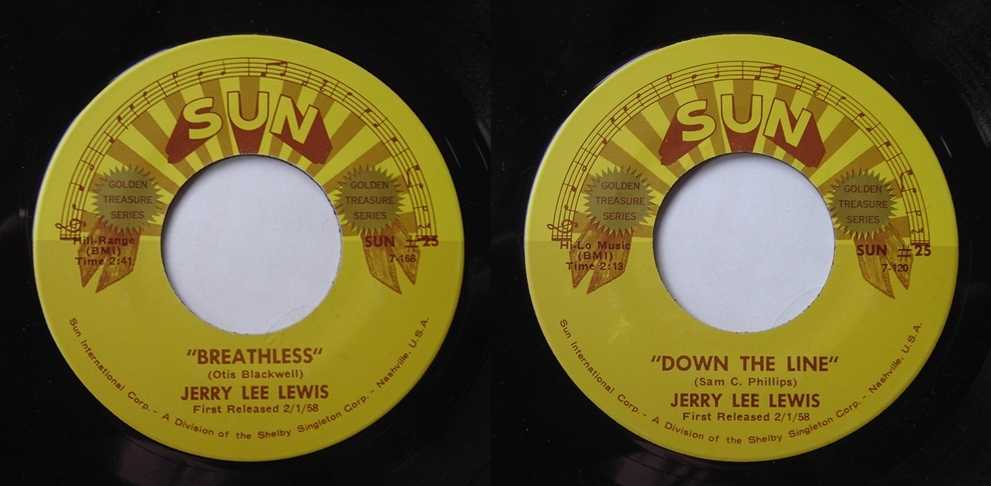 SUN
GOLDEN
TREASURE
SERIES
GOLDEN
TREASURE
SERIES
Hill-Range
(BMI)
Time 2:41
SUN #25
7-168
"BREATHLESS"
(Otis Blackwell)
JERRY LEE LEWIS
First Released 2/1/58
Sun International Corp. - A Division of the Shelby Singleton Corp. - Nashville, U.S.A.
SUN
GOLDEN
TREASURE
SERIES
GOLDEN
TREASURE
SERIES
Hi-Lo Music
(BMI)
Time 2:13
SUN #25
7-120
"DOWN THE LINE"
(Sam C. Phillips)
JERRY LEE LEWIS
First Released 2/1/58
Sun International Corp. - A Division of the Shelby Singleton Corp. - Nashville, U.S.A.